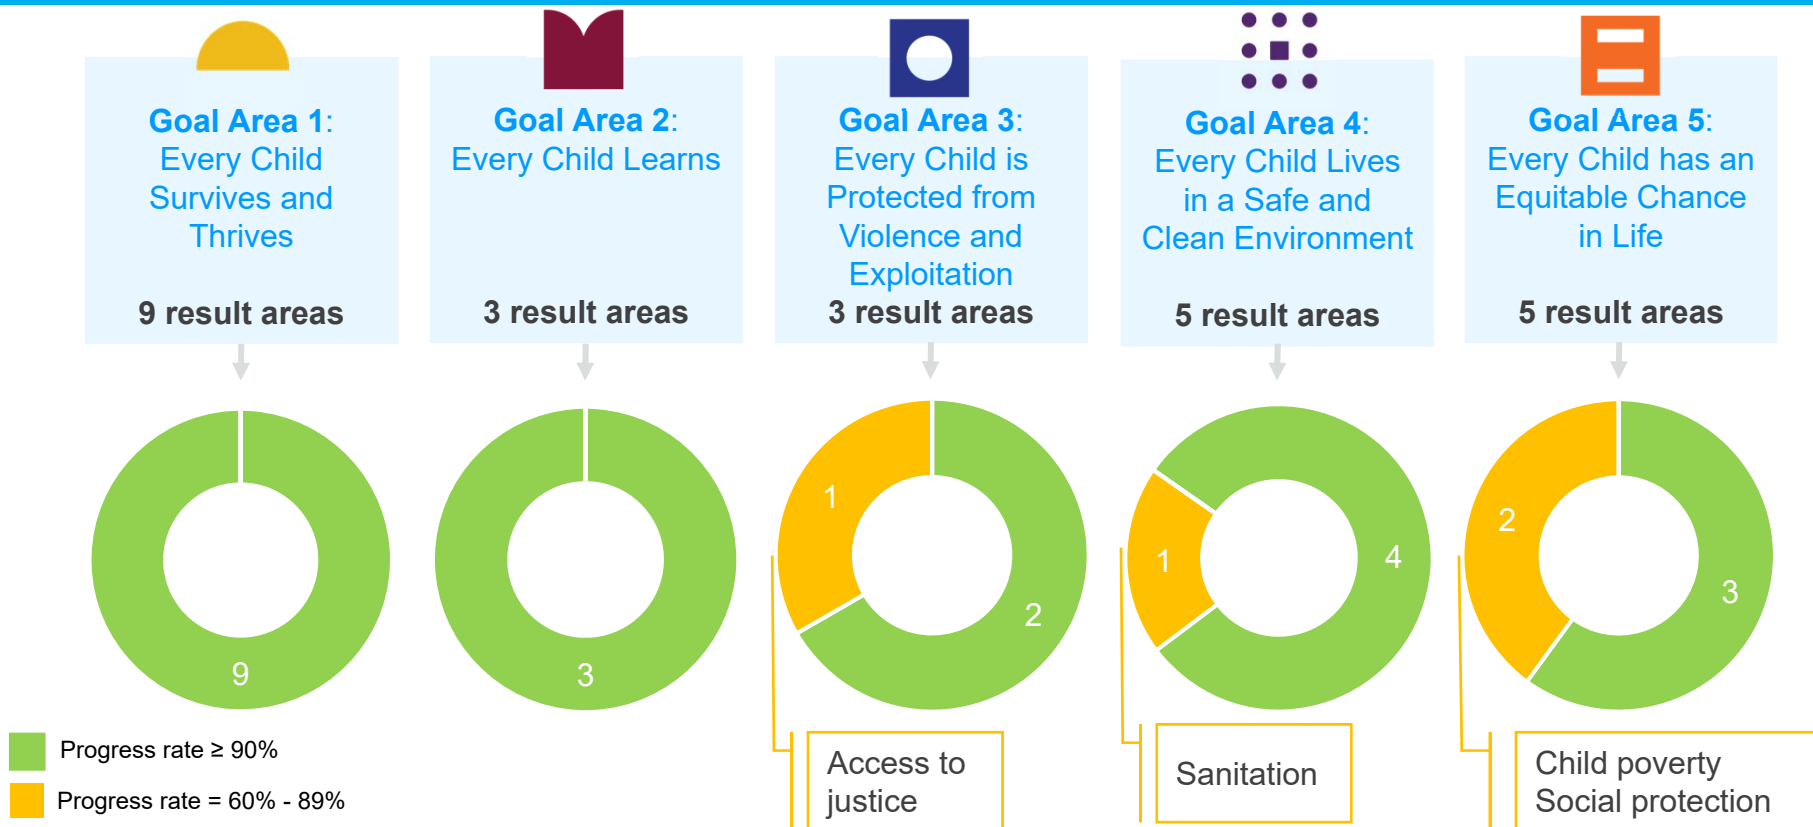 Goal Area 1:
Every Child
Survives and
Thrives
9 result areas
Goal Area 2:
Every Child Learns
3 result areas
Goal Area 3:
Every Child is
Protected from
Violence and
Exploitation
3 result areas
Goal Area 4:
Every Child Lives
in a Safe and
Clean Environment
5 result areas
Goal Area 5:
Every Child has an
Equitable Chance
in Life
5 result areas
9
3
1
2
1
4
2
3
Progress rate ≥ 90%
Progress rate = 60% - 89%
Access to
justice
Sanitation
Child poverty
Social protection